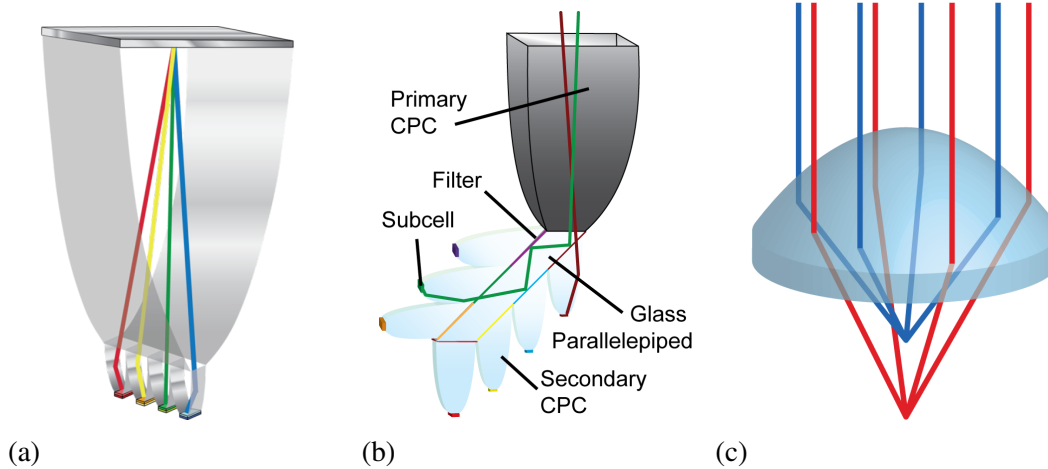 Primary
CPC
Filter
Subcell
Glass
Parallelepiped
Secondary
CPC
(a)
(b)
(c)